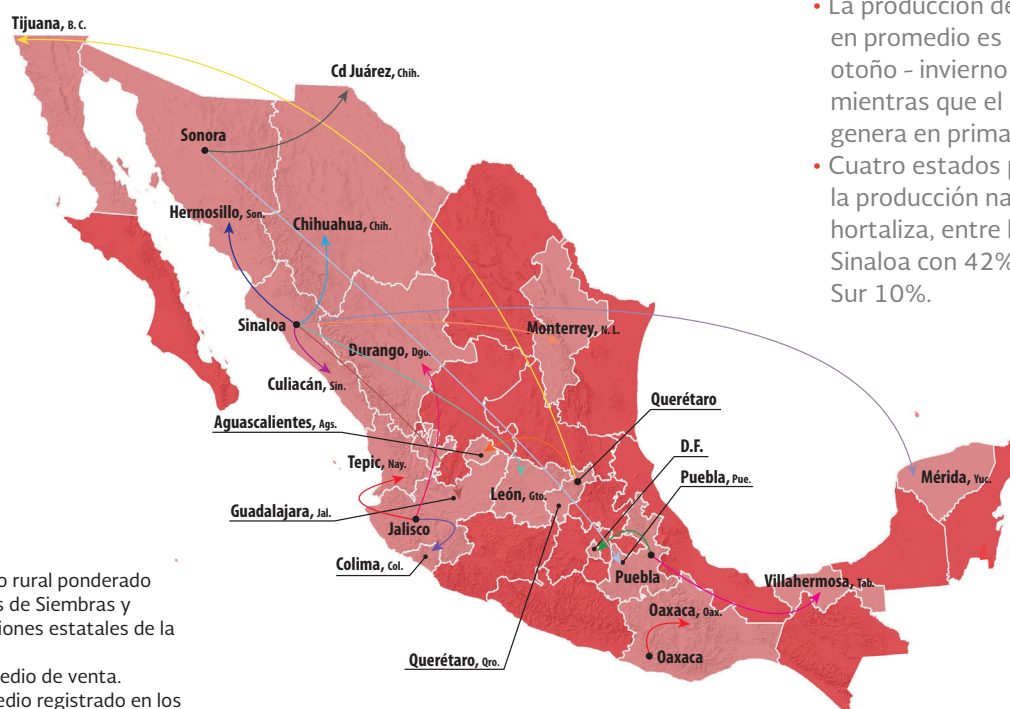 Tijuana, B. C.
Cd Juárez, Chih.
Sonora
Hermosillo, Son.
Chihuahua, Chih.
Sinaloa
Monterrey, N. L.
Durango, Dgo.
Culiacán, Sin.
Querétaro
Aguascalientes, Ags.
D.F.
Tepic, Nay.
Puebla, Pue.
Mérida, Yuc.
León, Gto.
Guadalajara, Jal.
Jalisco
Colima, Col.
Puebla
Villahermosa, Tab.
Oaxaca, Oax.
Oaxaca
Querétaro, Qro.
• La producción de
en promedio es
otoño - invierno
mientras que el
genera en prima
• Cuatro estados p
la producción na
hortaliza, entre l
Sinaloa con 42%
Sur 10%.
o rural ponderado
s de Siembras y
iones estatales de la
edio de venta.
edio registrado en los